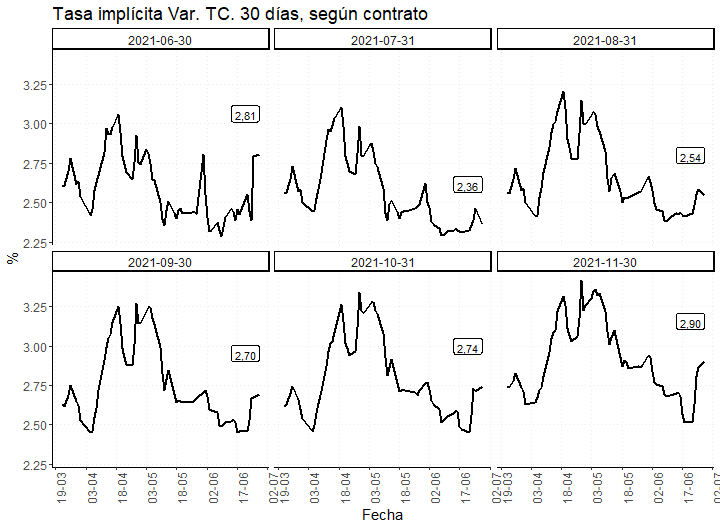 Tasa implícita Var. TC. 30 días, según contrato
2021-06-30 2021-07-31 2021-08-31
3.25
3.00
2.75
2.50
2.25
2,81 2,36 2,54
%
2021-09-30 2021-10-31 2021-11-30
3.25
3.00
2.75
2.50
2.25
2,70 2,74 2,90
19-03 03-04 18-04 03-05 18-05 02-06 17-06 02-07 19-03 03-04 18-04 03-05 18-05 02-06 17-06 02-07 19-03 03-04 18-04 03-05 18-05 02-06 17-06 02-07
Fecha